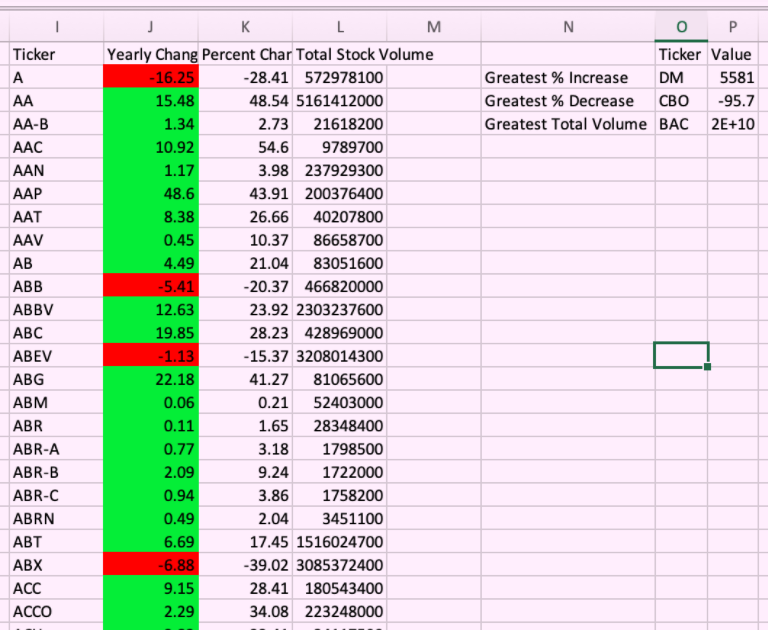 I J K L M N O P
Ticker Yearly Chang Percent Char Total Stock Volume Ticker Value
A -16.25 -28.41 572978100 Greatest % Increase DM 5581
AA 15.48 48.54 5161412000 Greatest % Decrease CBO -95.7
AA-B 1.34 2.73 21618200 Greatest Total Volume BAC 2E+10
AAC 10.92 54.6 9789700
AAN 1.17 3.98 237929300
AAP 48.6 43.91 200376400
AAT 8.38 26.66 40207800
AAV 0.45 10.37 86658700
AB 4.49 21.04 83051600
ABB -5.41 -20.37 466820000
ABBV 12.63 23.92 2303237600
ABC 19.85 28.23 428969000
ABEV -1.13 -15.37 3208014300
ABG 22.18 41.27 81065600
ABM 0.06 0.21 52403000
ABR 0.11 1.65 28348400
ABR-A 0.77 3.18 1798500
ABR-B 2.09 9.24 1722000
ABR-C 0.94 3.86 1758200
ABRN 0.49 2.04 3451100
ABT 6.69 17.45 1516024700
ABX -6.88 -39.02 3085372400
ACC 9.15 28.41 180543400
ACCO 2.29 34.08 223248000